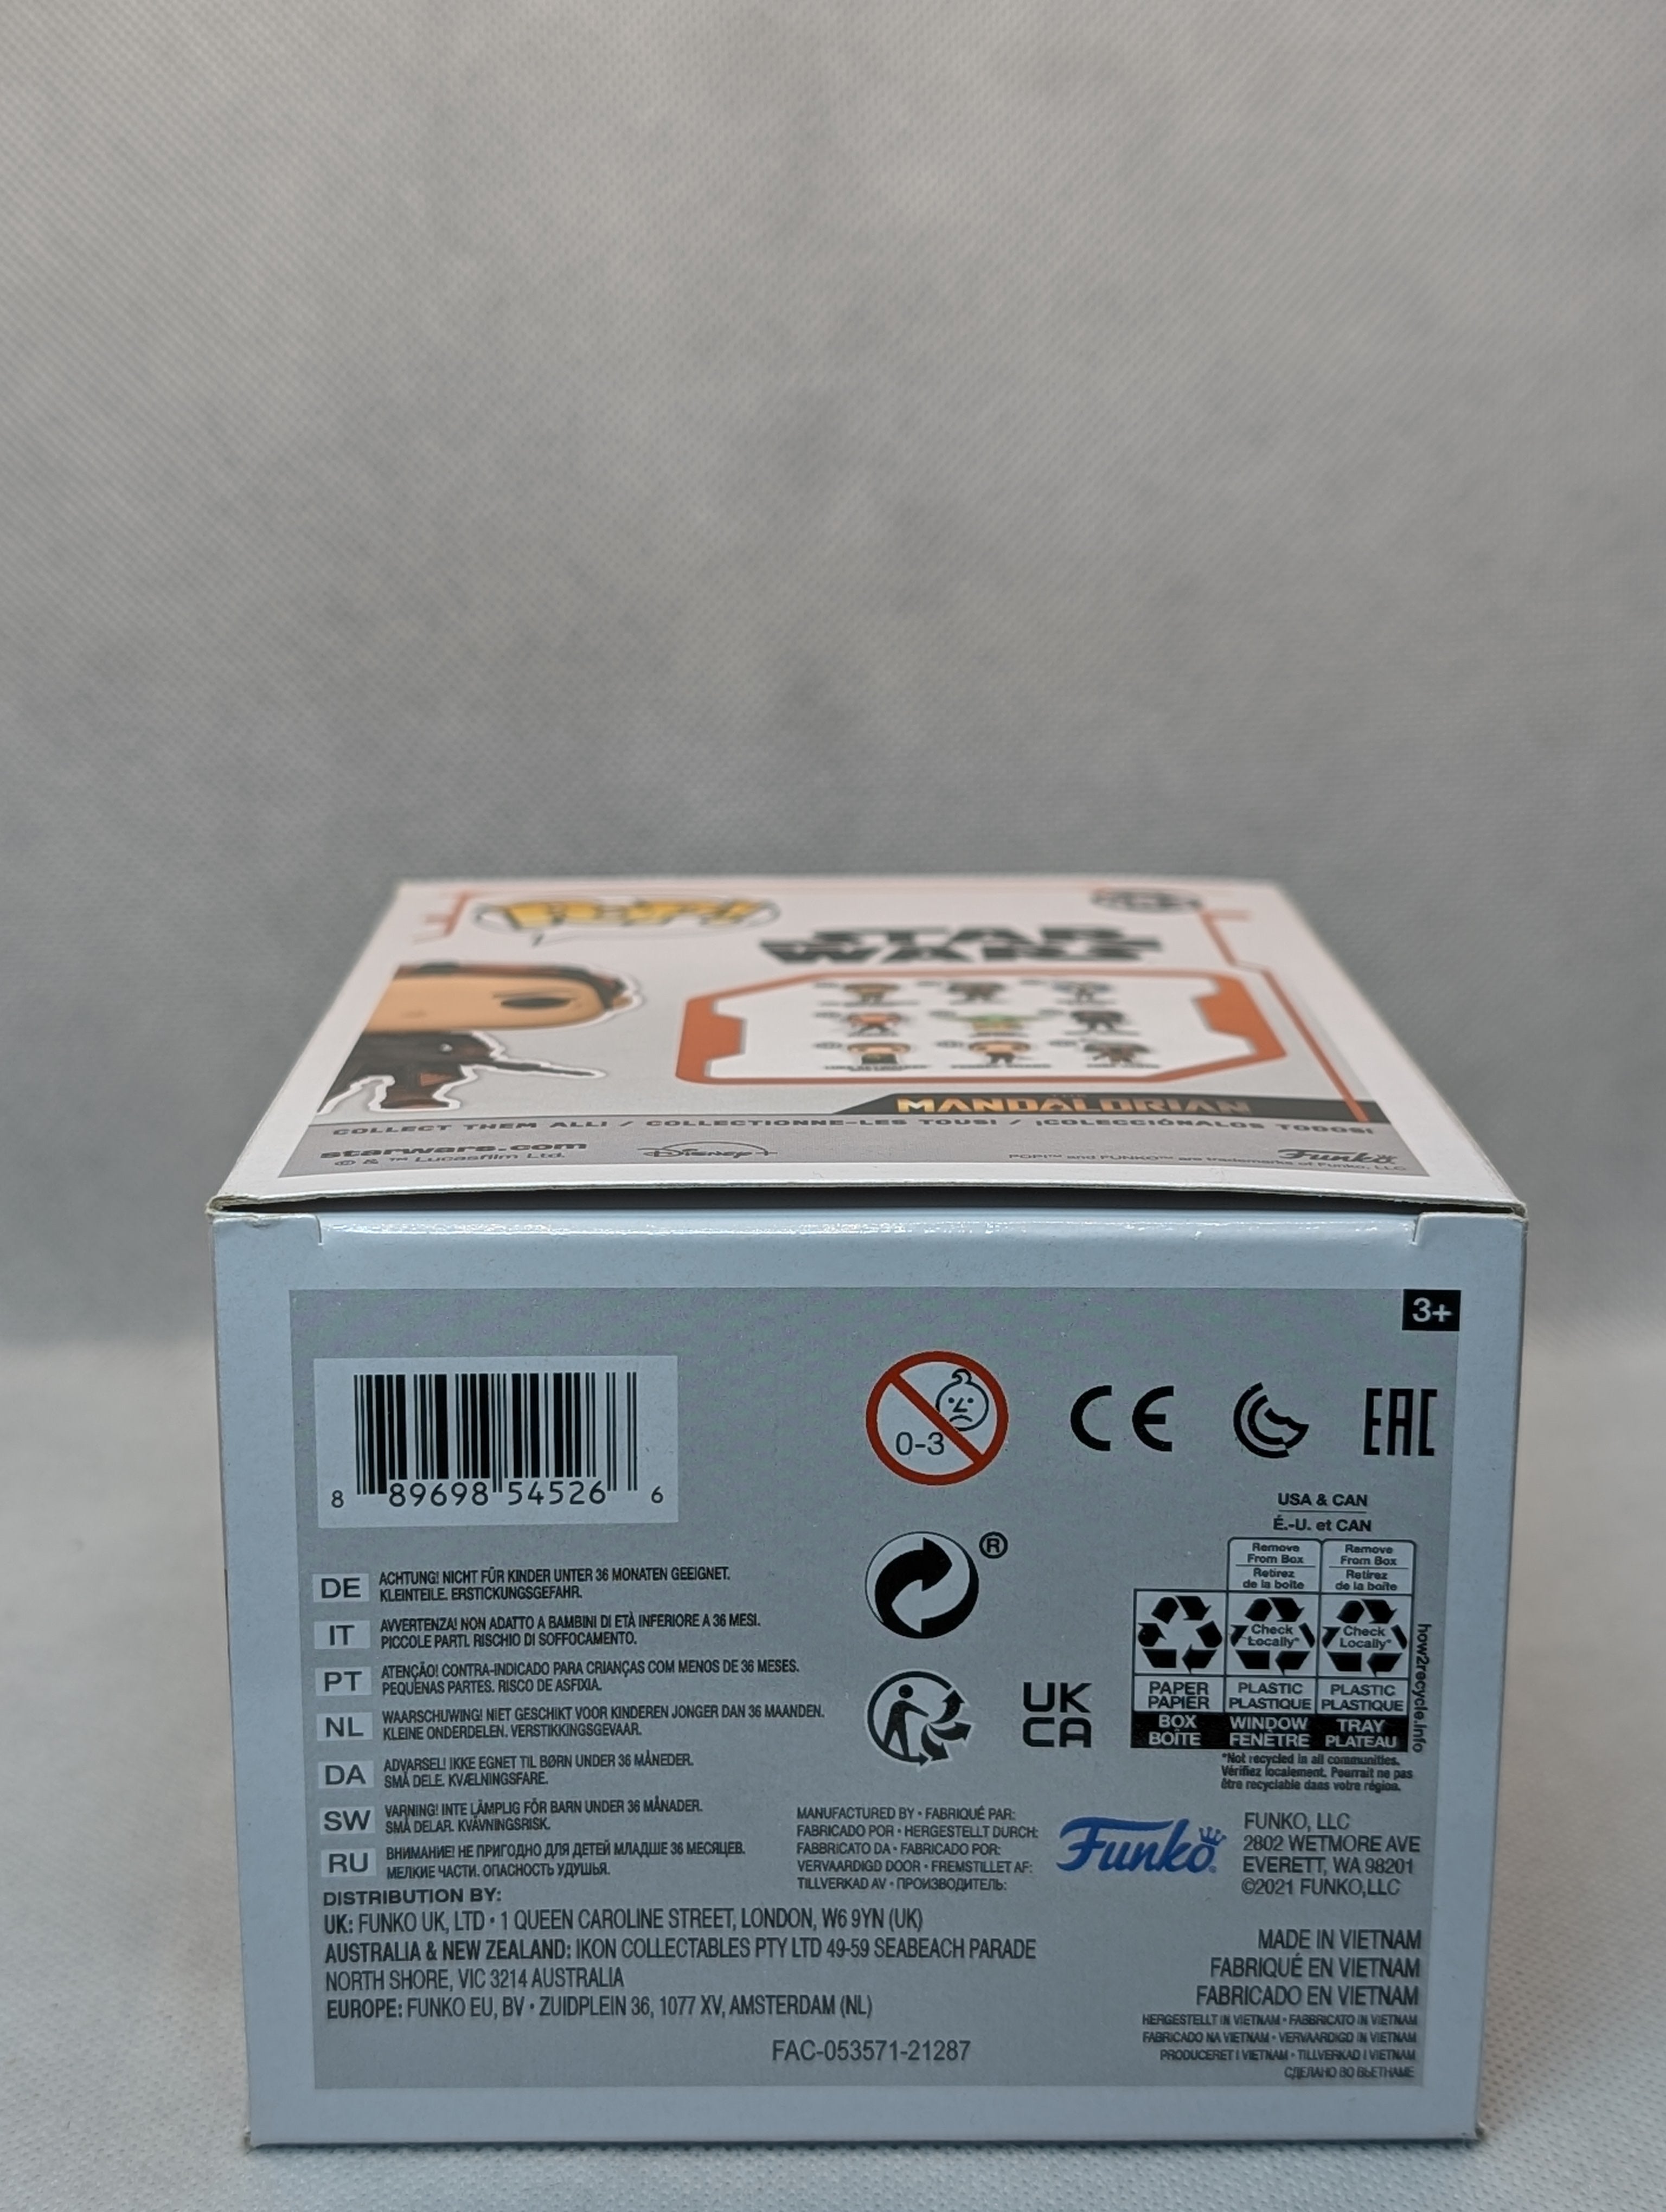 POP!
STAR
WARS
THE
MANDALORIAN
COLLECT THEM ALL! / COLLECTIONNE-LES TOUS! / ¡COLECCIÓNALOS TODOS!
starwars.com
© & ™ Lucasfilm Ltd.
Disney+
POP!™ and FUNKO™ are trademarks of Funko, LLC
Funko
3+
8 89698 54526 6
0-3
CE
EAC
USA & CAN
É.-U. et CAN
Remove
From Box
Retirez
de la boîte
Remove
From Box
Retirez
de la boîte
Check
Locally*
Check
Locally*
PAPER
PAPIER
PLASTIC
PLASTIQUE
PLASTIC
PLASTIQUE
BOX
BOÎTE
WINDOW
FENÊTRE
TRAY
PLATEAU
how2recycle.info
*Not recycled in all communities.
Vérifiez localement. Pourrait ne pas
être recyclable dans votre région.
®
UK
CA
DE ACHTUNG! NICHT FÜR KINDER UNTER 36 MONATEN GEEIGNET.
KLEINTEILE. ERSTICKUNGSGEFAHR.
IT AVVERTENZA! NON ADATTO A BAMBINI DI ETÀ INFERIORE A 36 MESI.
PICCOLE PARTI. RISCHIO DI SOFFOCAMENTO.
PT ATENÇÃO! CONTRA-INDICADO PARA CRIANÇAS COM MENOS DE 36 MESES.
PEQUENAS PARTES. RISCO DE ASFIXIA.
NL WAARSCHUWING! NIET GESCHIKT VOOR KINDEREN JONGER DAN 36 MAANDEN.
KLEINE ONDERDELEN. VERSTIKKINGSGEVAAR.
DA ADVARSEL! IKKE EGNET TIL BØRN UNDER 36 MÅNEDER.
SMÅ DELE. KVÆLNINGSFARE.
SW VARNING! INTE LÄMPLIG FÖR BARN UNDER 36 MÅNADER.
SMÅ DELAR. KVÄVNINGSRISK.
RU ВНИМАНИЕ! НЕ ПРИГОДНО ДЛЯ ДЕТЕЙ МЛАДШЕ 36 МЕСЯЦЕВ.
МЕЛКИЕ ЧАСТИ. ОПАСНОСТЬ УДУШЬЯ.
MANUFACTURED BY • FABRIQUÉ PAR:
FABRICADO POR • HERGESTELLT DURCH:
FABBRICATO DA • FABRICADO POR:
VERVAARDIGD DOOR • FREMSTILLET AF:
TILLVERKAD AV • ПРОИЗВОДИТЕЛЬ:
Funko
FUNKO, LLC
2802 WETMORE AVE
EVERETT, WA 98201
©2021 FUNKO,LLC
DISTRIBUTION BY:
UK: FUNKO UK, LTD • 1 QUEEN CAROLINE STREET, LONDON, W6 9YN (UK)
AUSTRALIA & NEW ZEALAND: IKON COLLECTABLES PTY LTD 49-59 SEABEACH PARADE
NORTH SHORE, VIC 3214 AUSTRALIA
EUROPE: FUNKO EU, BV • ZUIDPLEIN 36, 1077 XV, AMSTERDAM (NL)
FAC-053571-21287
MADE IN VIETNAM
FABRIQUÉ EN VIETNAM
FABRICADO EN VIETNAM
HERGESTELLT IN VIETNAM • FABBRICATO IN VIETNAM
FABRICADO NA VIETNAM • VERVAARDIGD IN VIETNAM
PRODUCERET I VIETNAM • TILLVERKAD I VIETNAM
СДЕЛАНО ВО ВЬЕТНАМЕ